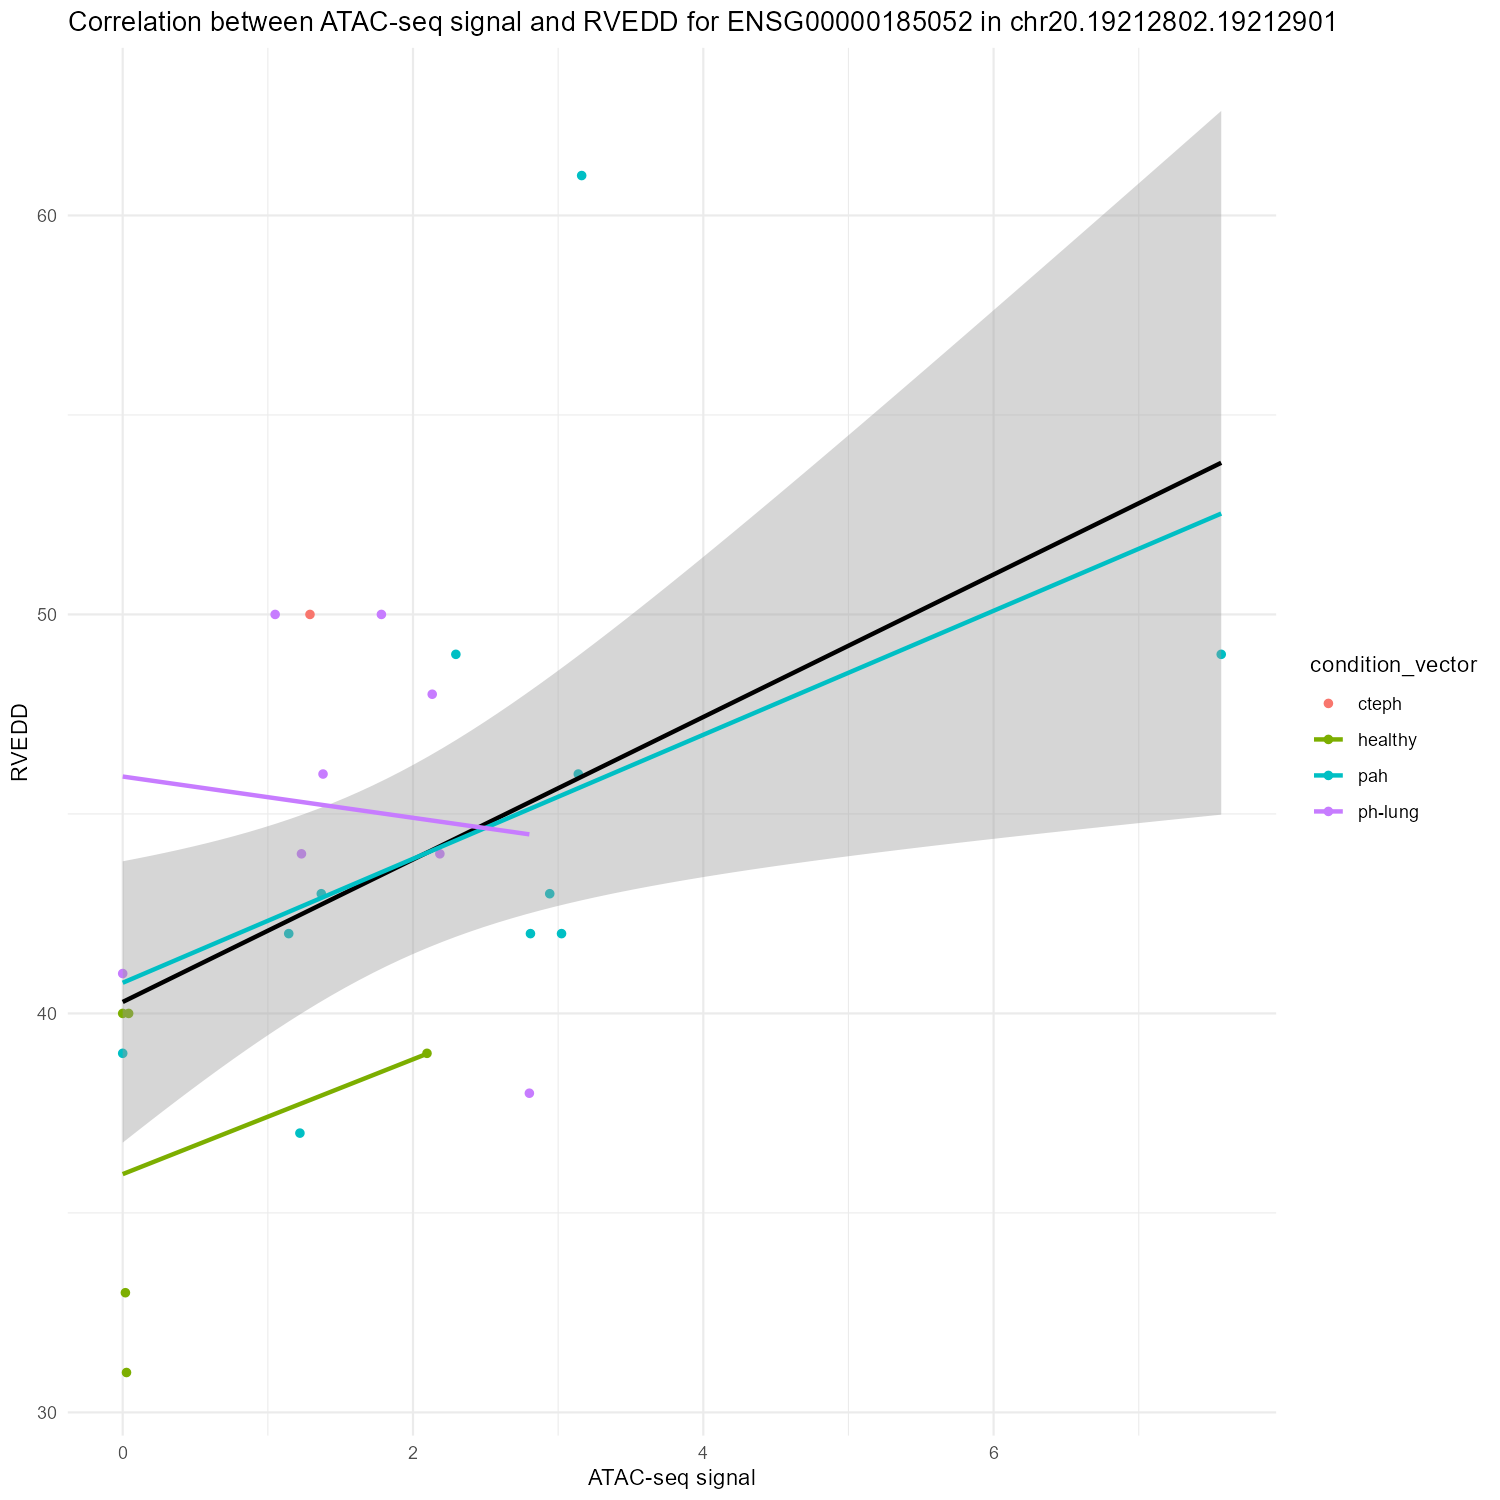 Correlation between ATAC-seq signal and RVEDD for ENSG00000185052 in chr20.19212802.19212901
60
50
40
30
RVEDD
0 2 4 6
ATAC-seq signal
condition_vector
cteph
healthy
pah
ph-lung